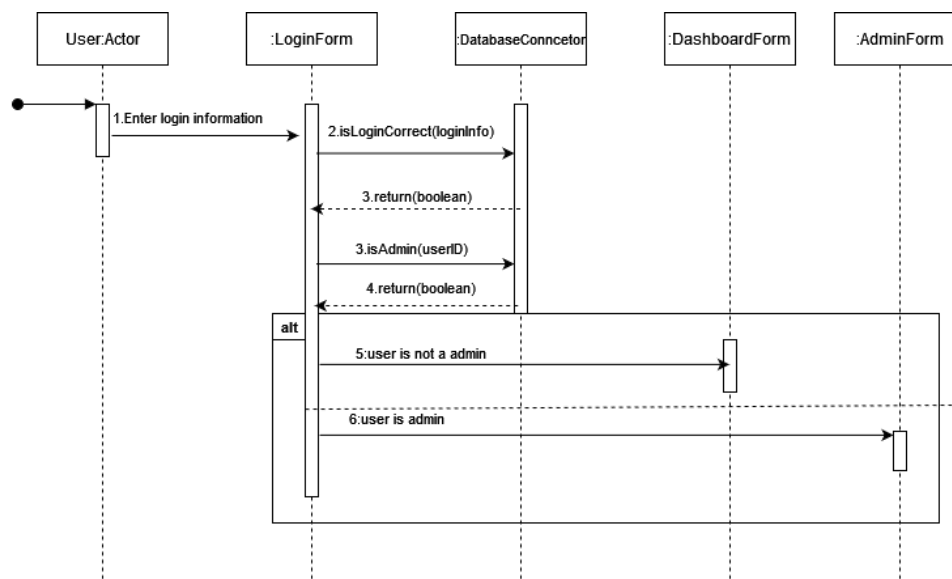 User:Actor
:LoginForm
:DatabaseConncetor
:DashboardForm
:AdminForm
1.Enter login information
2.isLoginCorrect(loginInfo)
3.return(boolean)
3.isAdmin(userID)
4.return(boolean)
alt
5:user is not a admin
6:user is admin